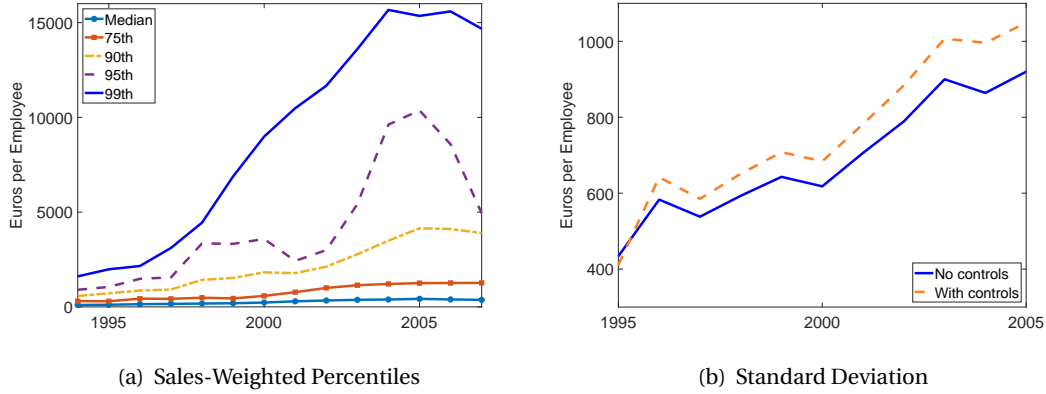 Euros per Employee
15000
10000
5000
0
1995
2000
2005
Median
75th
90th
95th
99th
(a) Sales-Weighted Percentiles
Euros per Employee
1000
800
600
400
1995
2000
2005
No controls
With controls
(b) Standard Deviation